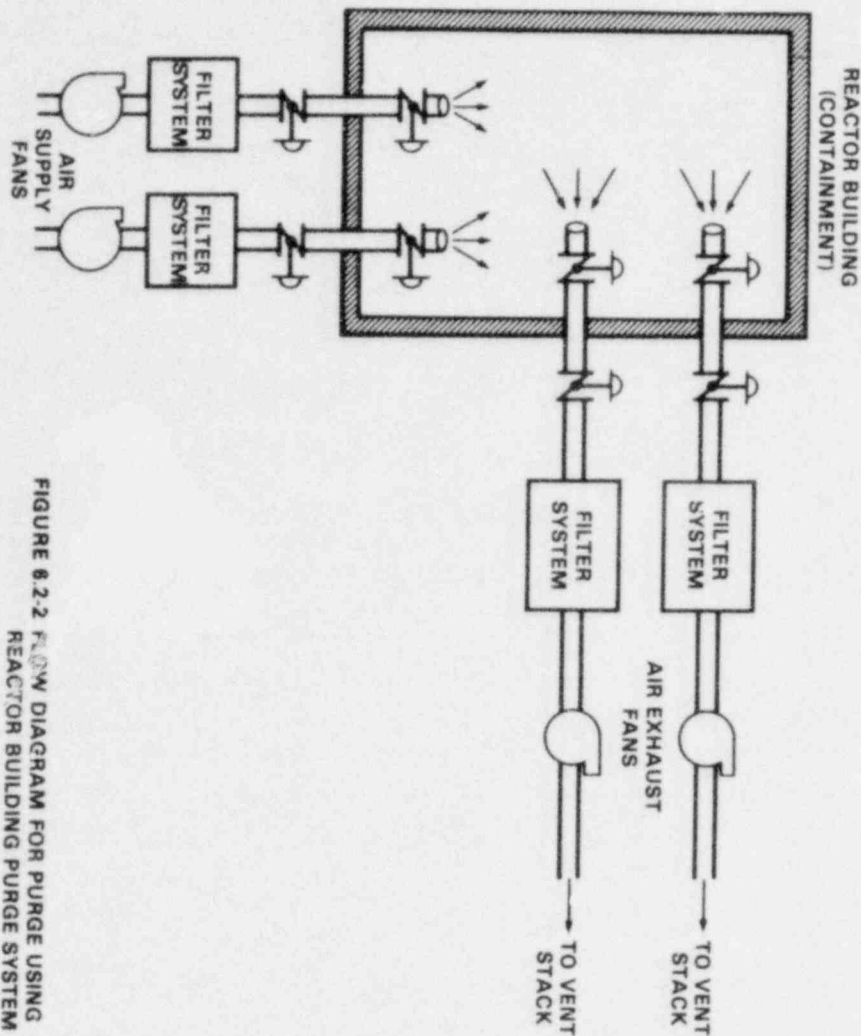 REACTOR BUILDING
(CONTAINMENT)
FILTER
SYSTEM
FILTER
SYSTEM
AIR
SUPPLY
FANS
FILTER
SYSTEM
FILTER
SYSTEM
AIR EXHAUST
FANS
TO VENT
STACK
TO VENT
STACK
FIGURE 6.2-2 FLOW DIAGRAM FOR PURGE USING
REACTOR BUILDING PURGE SYSTEM